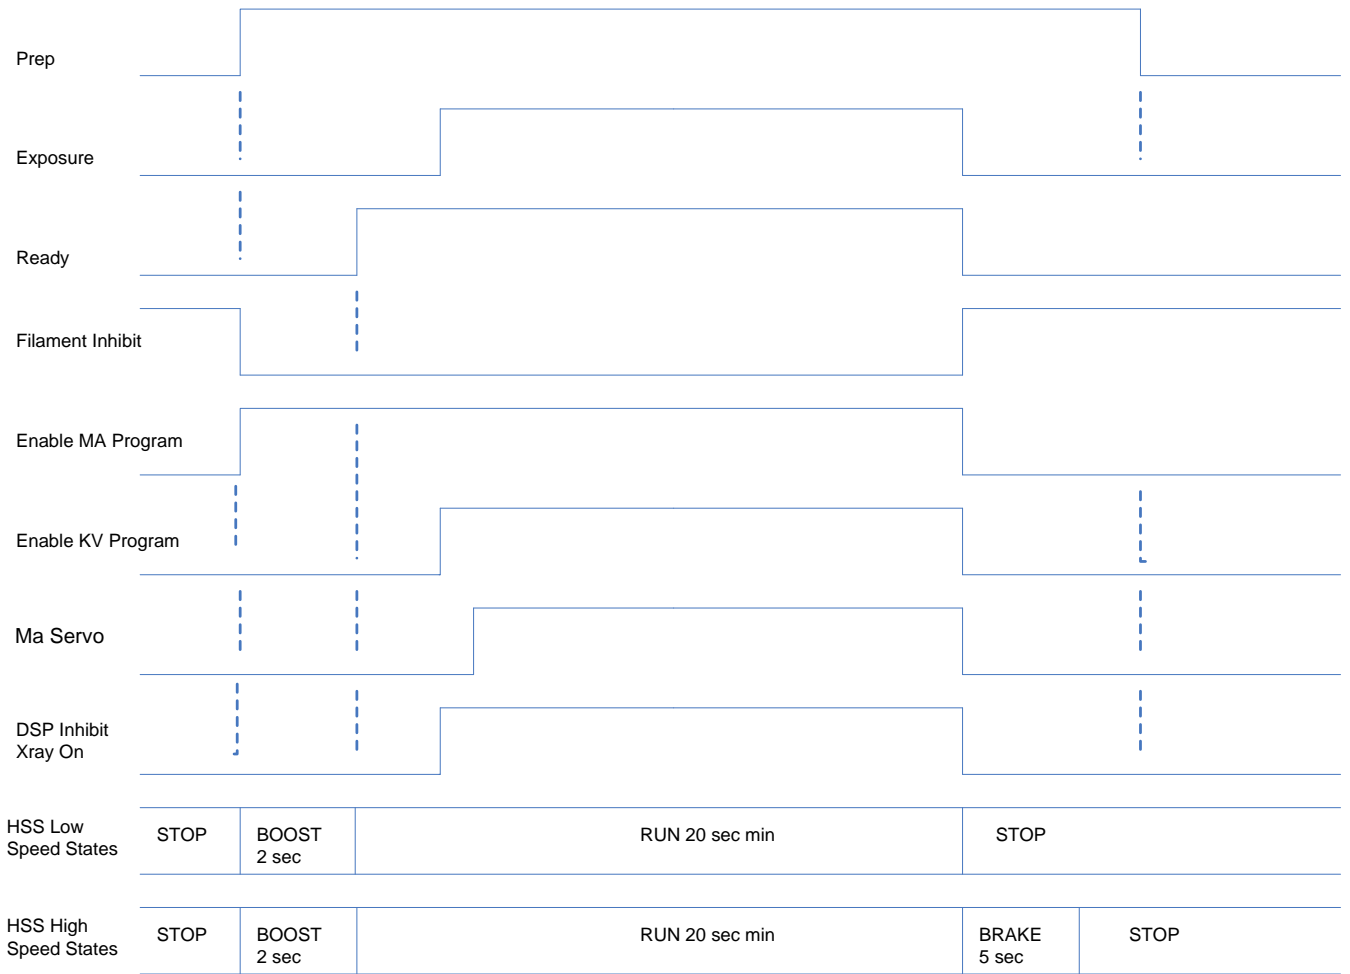 Prep
Exposure
Ready
Filament Inhibit
Enable MA Program
Enable KV Program
Ma Servo
DSP Inhibit
Xray On
HSS Low
Speed States
STOP
BOOST
2 sec
RUN 20 sec min
STOP
HSS High
Speed States
STOP
BOOST
2 sec
RUN 20 sec min
BRAKE
5 sec
STOP